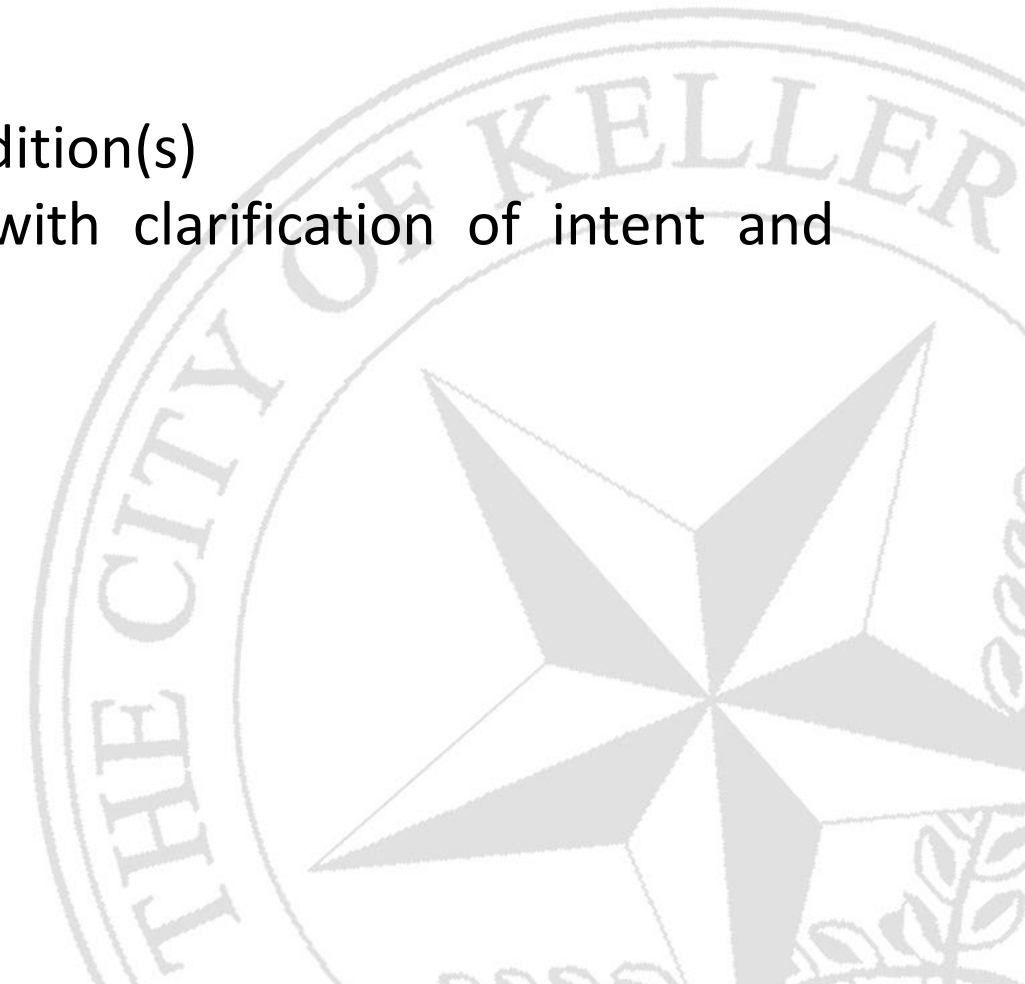 dition(s)
with clarification of intent and
THE CITY OF KELLER